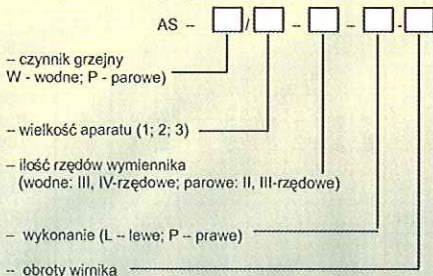 AS – / – – -
– czynnik grzejny
W - wodne; P - parowe)
– wielkość aparatu (1; 2; 3)
– ilość rzędów wymiennika
(wodne: III, IV-rzędowe; parowe: II, III-rzędowe)
– wykonanie (L – lewe; P – prawe)
-- obroty wirnika